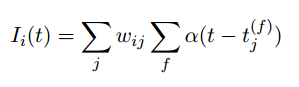 $I_i(t) = \sum_j w_{ij} \sum_f \alpha(t - t_j^{(f)})$